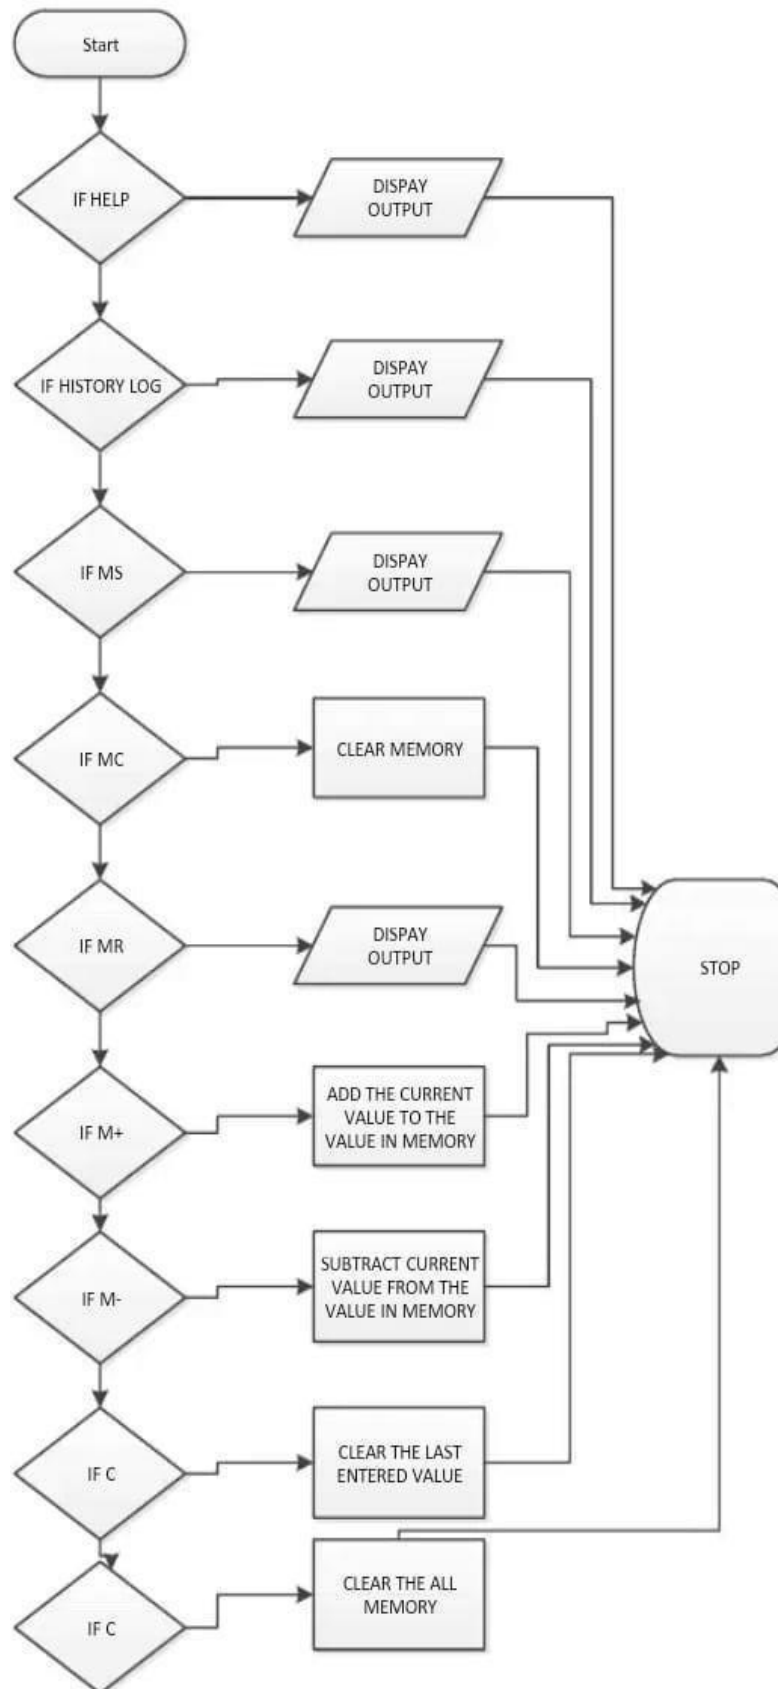 Start
IF HELP
DISPAY
OUTPUT
IF HISTORY LOG
DISPAY
OUTPUT
IF MS
DISPAY
OUTPUT
IF MC
CLEAR MEMORY
IF MR
DISPAY
OUTPUT
STOP
IF M+
ADD THE CURRENT
VALUE TO THE
VALUE IN MEMORY
IF M-
SUBTRACT CURRENT
VALUE FROM THE
VALUE IN MEMORY
IF C
CLEAR THE LAST
ENTERED VALUE
IF C
CLEAR THE ALL
MEMORY